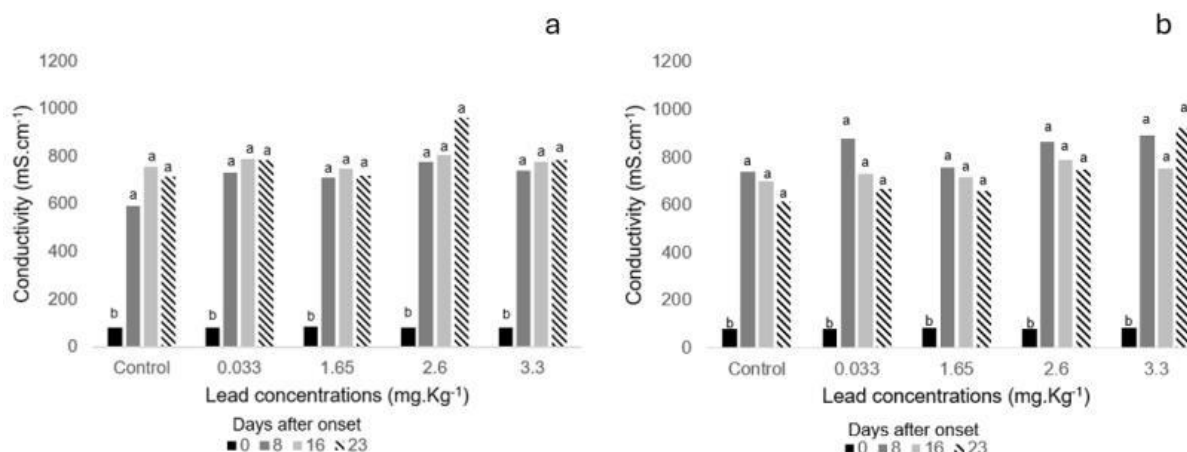 a
1200
1000
800
600
400
200
0
Conductivity (mS.cm⁻¹)
b a a a
b a a a
b a a a
b a a a
b a a a
Control 0.033 1.65 2.6 3.3
Lead concentrations (mg.Kg⁻¹)
Days after onset
0 8 16 23
b
1200
1000
800
600
400
200
0
Conductivity (mS.cm⁻¹)
b a a a
b a a a
b a a a
b a a a
b a a a
Control 0.033 1.65 2.6 3.3
Lead concentrations (mg.Kg⁻¹)
Days after onset
0 8 16 23